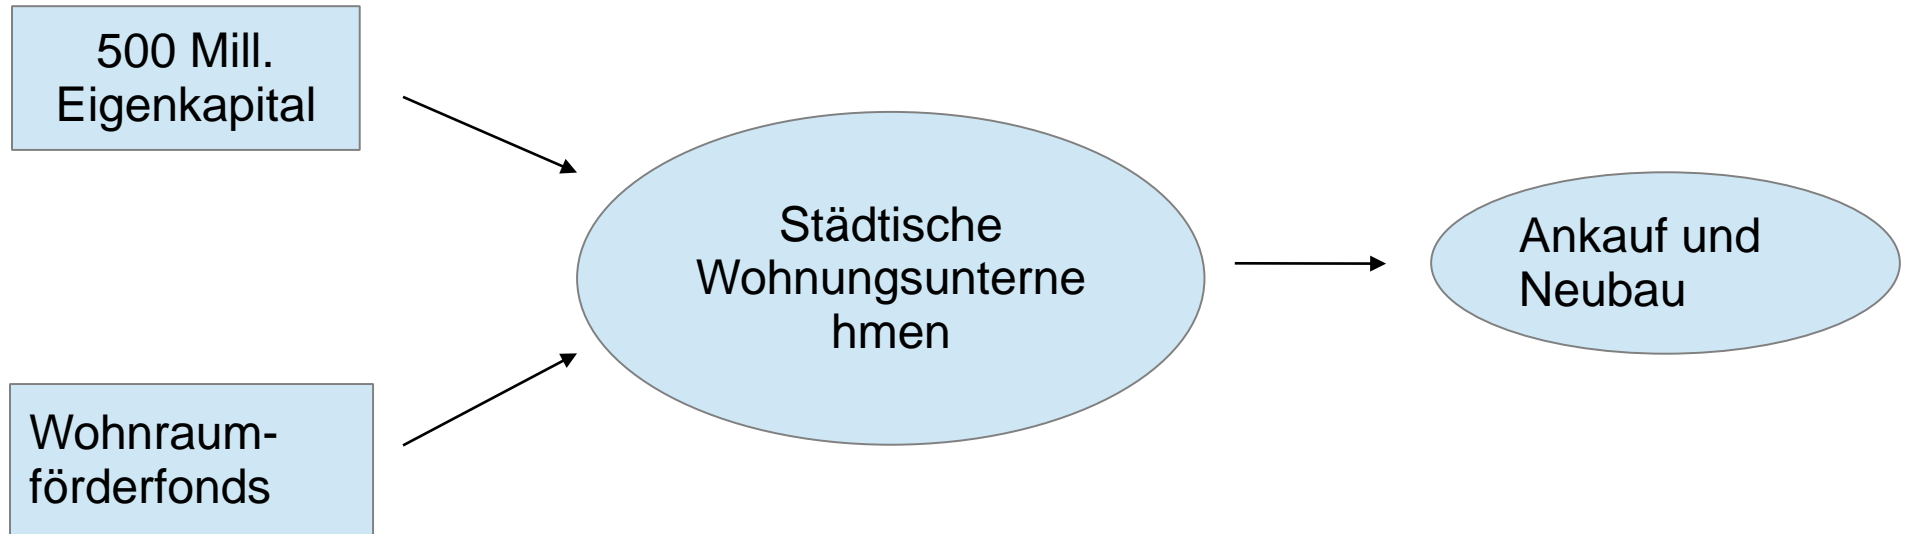 500 Mill.
Eigenkapital
Städtische
Wohnungsunterne
hmen
Ankauf und
Neubau
Wohnraum-
förderfonds